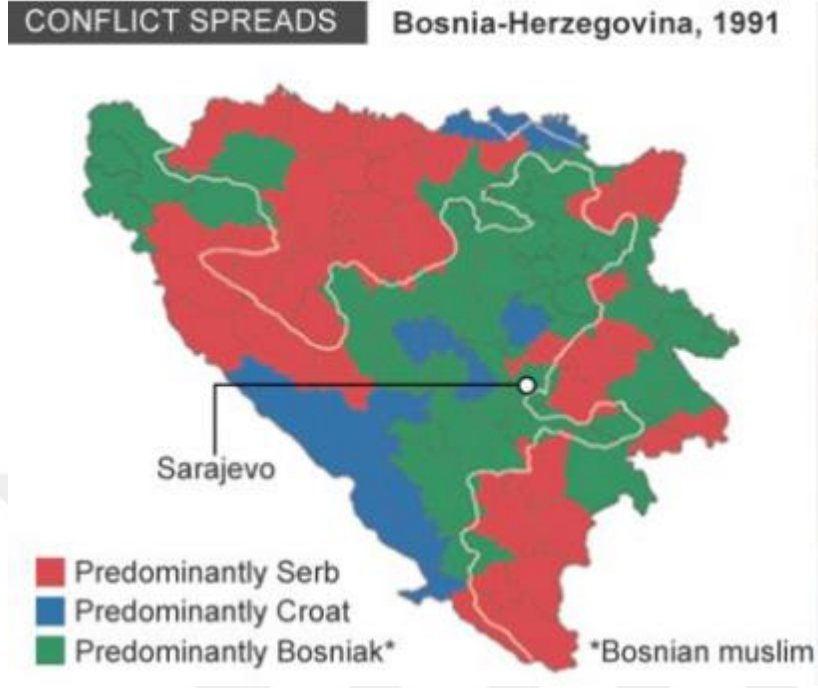 CONFLICT SPREADS
Bosnia-Herzegovina, 1991
Sarajevo
Predominantly Serb
Predominantly Croat
Predominantly Bosniak*
*Bosnian muslim